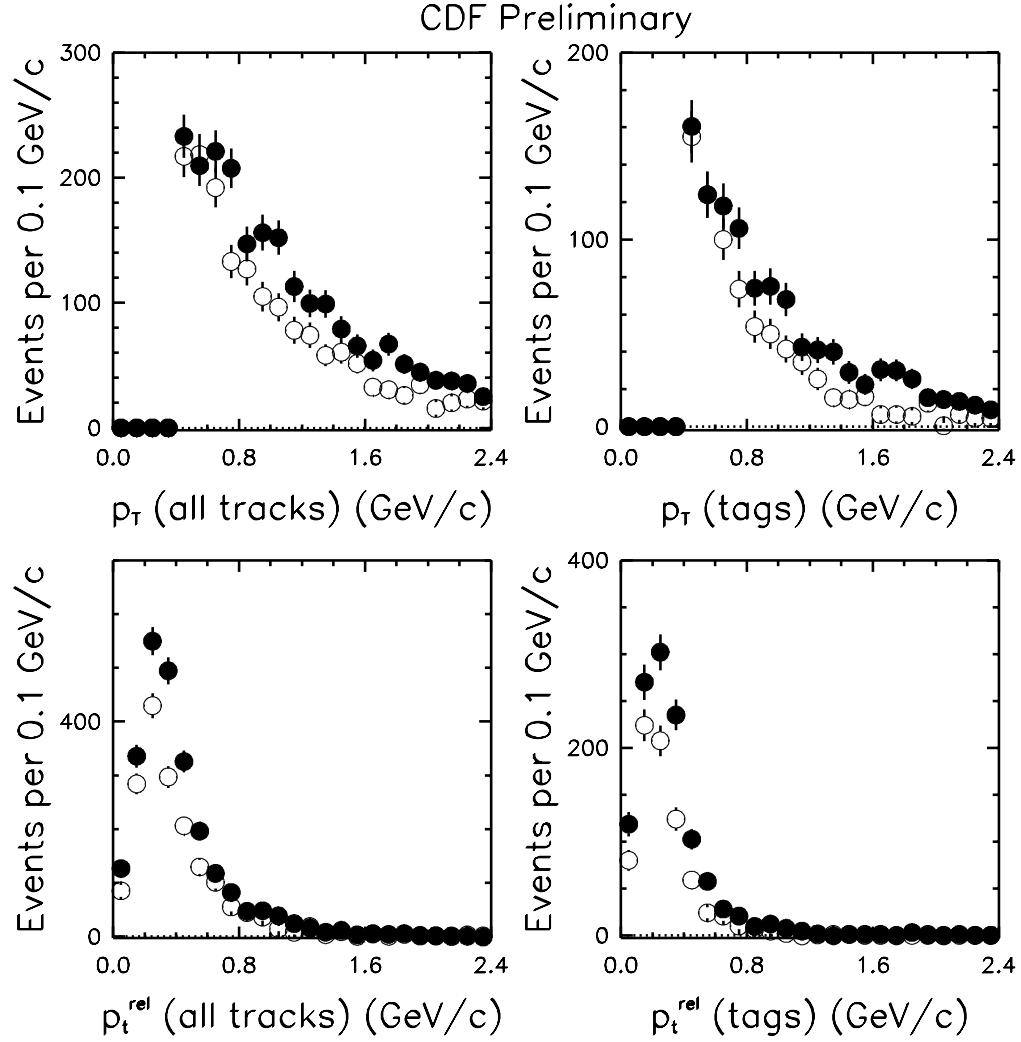 CDF Preliminary
Events per 0.1 GeV/c
300
200
100
0
0.0 0.8 1.6 2.4
p_T (all tracks) (GeV/c)
Events per 0.1 GeV/c
200
100
0
0.0 0.8 1.6 2.4
p_T (tags) (GeV/c)
Events per 0.1 GeV/c
400
0
0.0 0.8 1.6 2.4
p_t^rel (all tracks) (GeV/c)
Events per 0.1 GeV/c
400
200
0
0.0 0.8 1.6 2.4
p_t^rel (tags) (GeV/c)